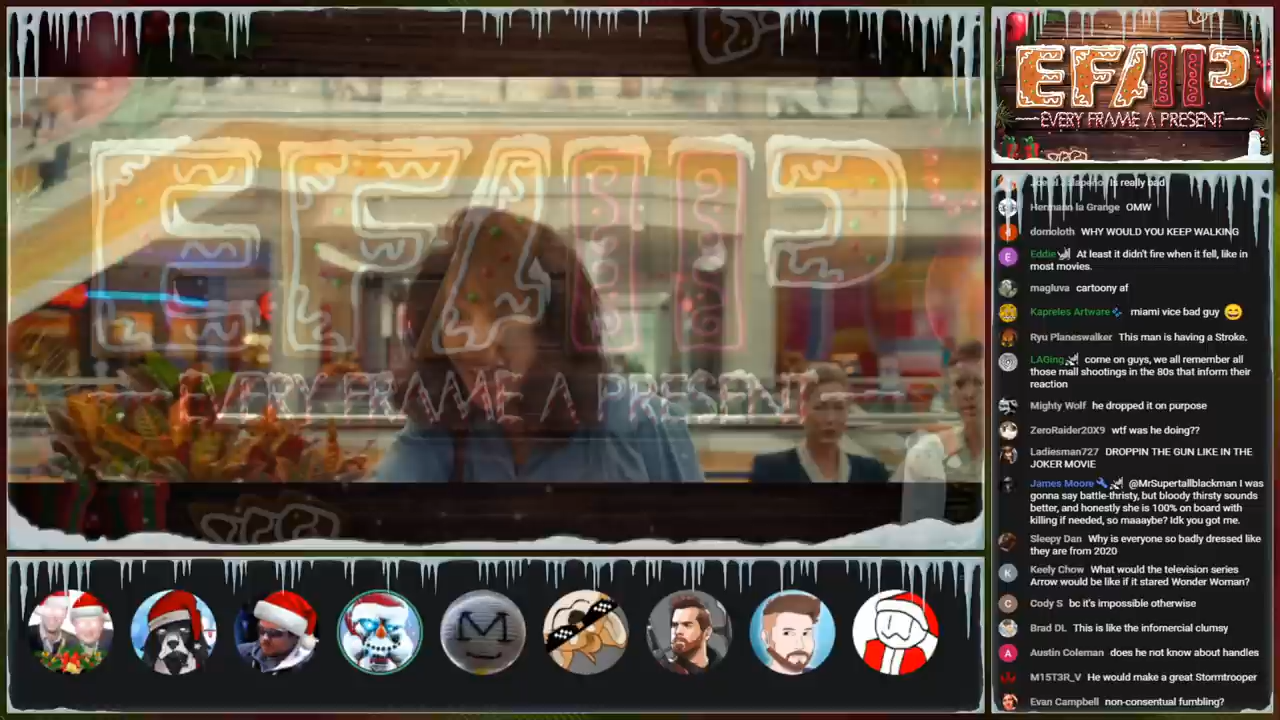 EFAP
EVERY FRAME A PRESENT
EFAP
EVERY FRAME A PRESENT
M
is really bad
Hermann la Grange OMW
domoloth WHY WOULD YOU KEEP WALKING
Eddie At least it didn't fire when it fell, like in
most movies.
magluva cartoony af
Kapreles Artware miami vice bad guy 😄
Ryu Planeswalker This man is having a Stroke.
LAGing come on guys, we all remember all
those mall shootings in the 80s that inform their
reaction
Mighty Wolf he dropped it on purpose
ZeroRaider20X9 wtf was he doing??
Ladiesman727 DROPPIN THE GUN LIKE IN THE
JOKER MOVIE
James Moore @MrSupertallblackman I was
gonna say battle-thristy, but bloody thirsty sounds
better, and honestly she is 100% on board with
killing if needed, so maaaybe? Idk you got me.
Sleepy Dan Why is everyone so badly dressed like
they are from 2020
K
Keely Chow What would the television series
Arrow would be like if it stared Wonder Woman?
C
Cody S bc it's impossible otherwise
Brad DL This is like the infomercial clumsy
A
Austin Coleman does he not know about handles
M15T3R_V He would make a great Stormtrooper
Evan Campbell non-consentual fumbling?